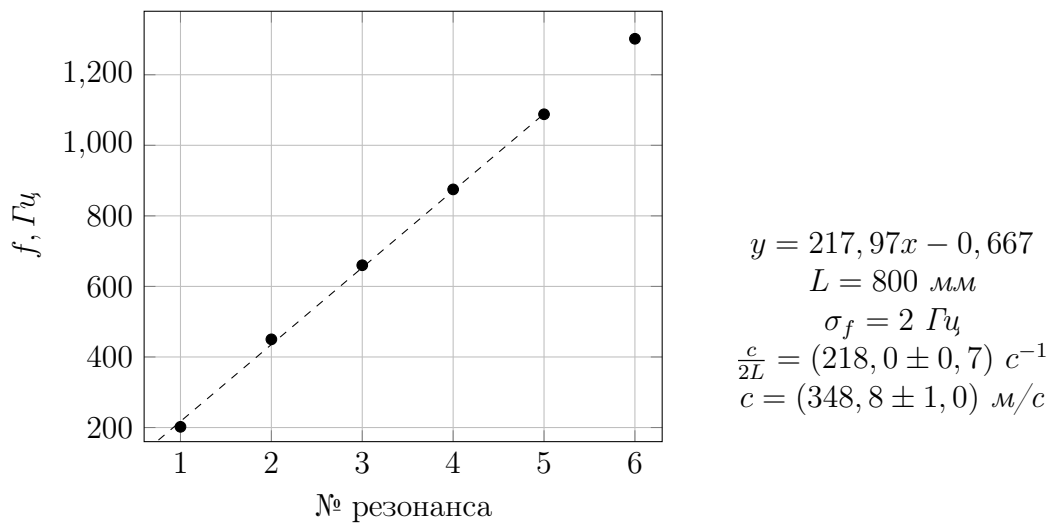 1,200
1,000
800
600
400
200
f, Гц
1 2 3 4 5 6
№ резонанса
y = 217,97x − 0,667
L = 800 мм
σ_f = 2 Гц
c/2L = (218,0 ± 0,7) с⁻¹
c = (348,8 ± 1,0) м/с